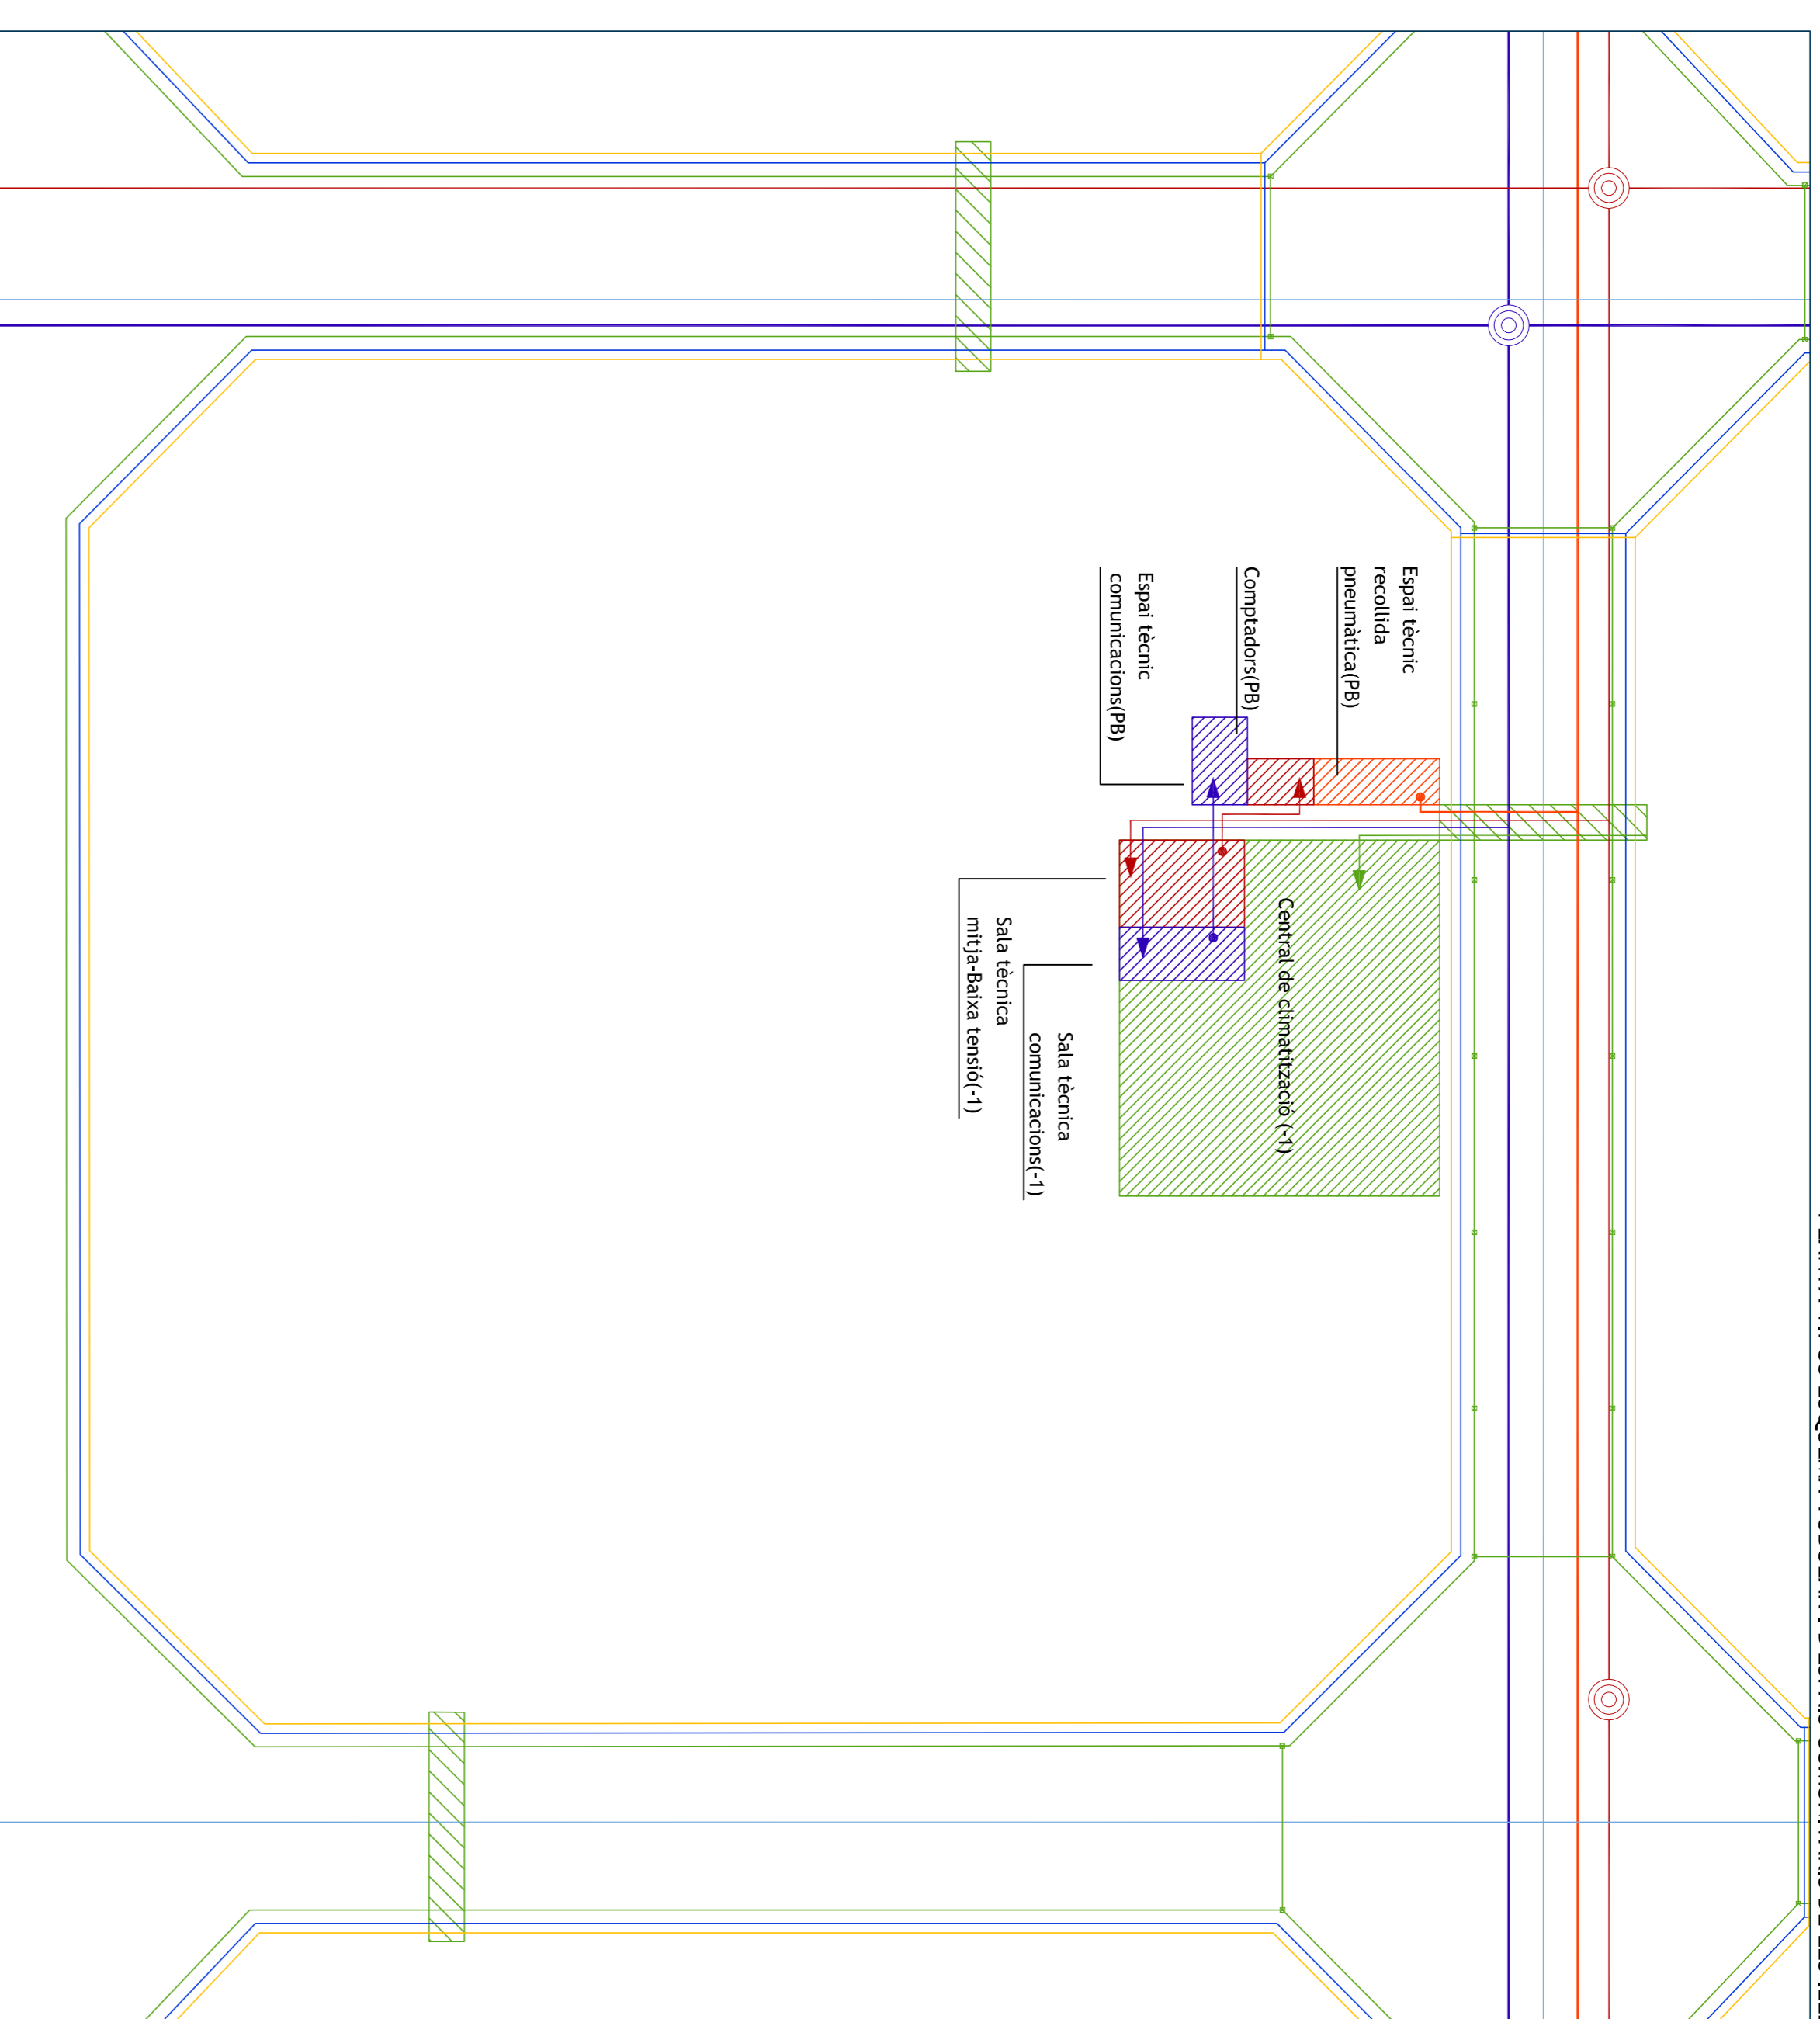 Espai tècnic
recollida
pneumàtica(PB)
Comptadors(PB)
Espai tècnic
comunicacions(PB)
Central de climatització (-1)
Sala tècnica
comunicacions(-1)
Sala tècnica
mitja-Baixa tensió(-1)